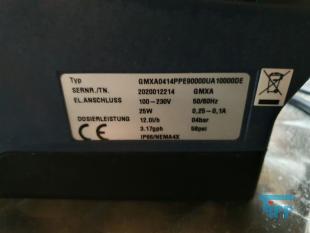 Typ GMXA0414PPE90000UA10000DE
SERNR./TN. 2020012214 GMXA
EL.ANSCHLUSS 100-230V 50/60Hz
25W 0,25-0,1A
DOSIERLEISTUNG 12.0l/h 04bar
3.17gph 58psi
IP66/NEMA4X
CE